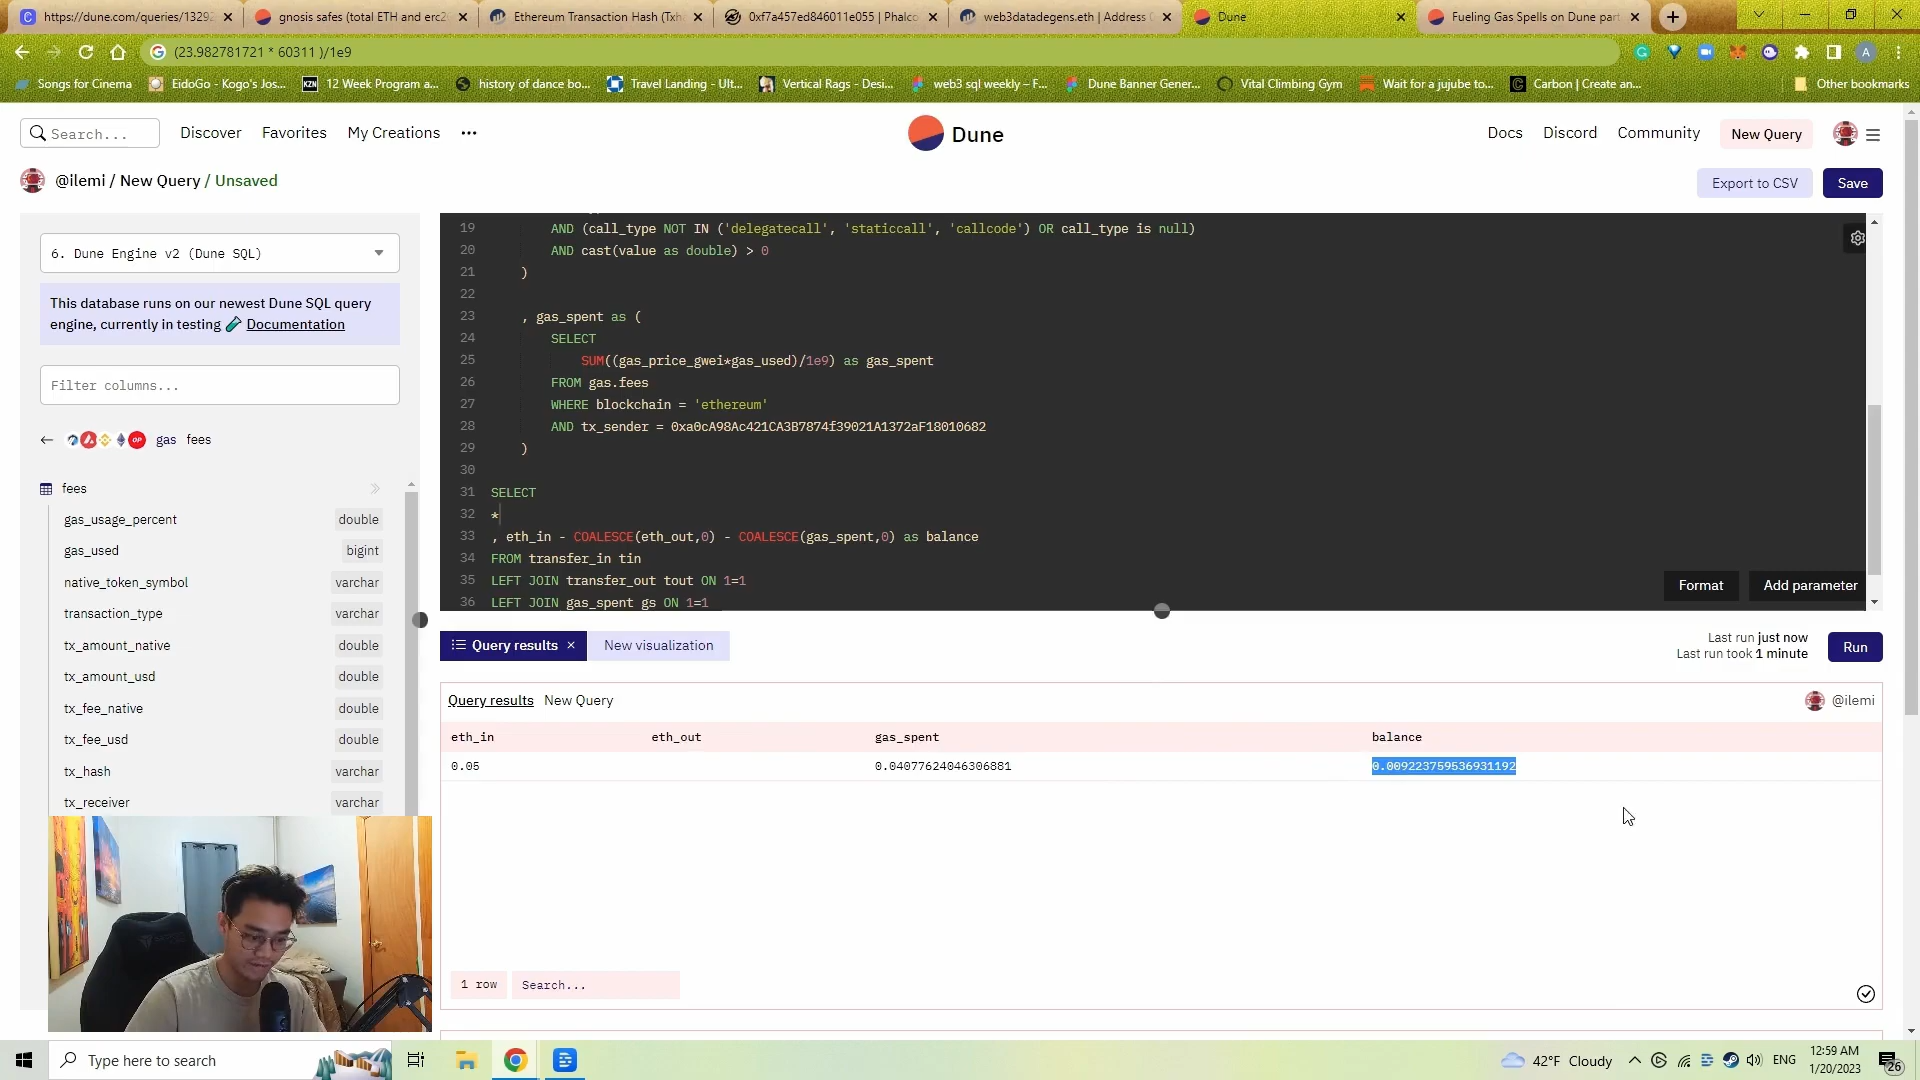 https://dune.com/queries/13292
gnosis safes (total ETH and erc2
Ethereum Transaction Hash (Txh
0xf7a457ed846011e055 | Phalco
web3datadegens.eth | Address
Dune
Fueling Gas Spells on Dune part
(23.982781721 * 60311 )/1e9
Songs for Cinema
EidoGo - Kogo's Jos...
12 Week Program a...
history of dance bo...
Travel Landing - Ult...
Vertical Rags - Desi...
web3 sql weekly – F...
Dune Banner Gener...
Vital Climbing Gym
Wait for a jujube to...
Carbon | Create an...
Other bookmarks
Search...
Discover
Favorites
My Creations
Dune
Docs
Discord
Community
New Query
@ilemi / New Query / Unsaved
Export to CSV
Save
6. Dune Engine v2 (Dune SQL)
This database runs on our newest Dune SQL query
engine, currently in testing Documentation
Filter columns...
gas fees
fees
gas_usage_percent double
gas_used bigint
native_token_symbol varchar
transaction_type varchar
tx_amount_native double
tx_amount_usd double
tx_fee_native double
tx_fee_usd double
tx_hash varchar
tx_receiver varchar
19 AND (call_type NOT IN ('delegatecall', 'staticcall', 'callcode') OR call_type is null)
20 AND cast(value as double) > 0
21 )
22
23 , gas_spent as (
24 SELECT
25 SUM((gas_price_gwei*gas_used)/1e9) as gas_spent
26 FROM gas.fees
27 WHERE blockchain = 'ethereum'
28 AND tx_sender = 0xa0cA98Ac421CA3B7874f39021A1372aF18010682
29 )
30
31 SELECT
32 *
33 , eth_in - COALESCE(eth_out,0) - COALESCE(gas_spent,0) as balance
34 FROM transfer_in tin
35 LEFT JOIN transfer_out tout ON 1=1
36 LEFT JOIN gas_spent gs ON 1=1
Format
Add parameter
Query results
New visualization
Last run just now
Last run took 1 minute
Run
Query results New Query
@ilemi
eth_in eth_out gas_spent balance
0.05 0.04077624046306881 0.009223759536931192
1 row
Search...
Type here to search
42°F Cloudy
ENG
12:59 AM
1/20/2023
26